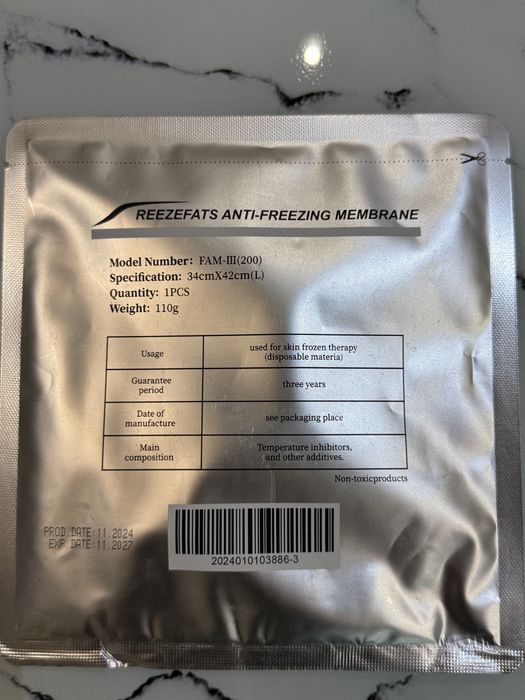 REEZEFATS ANTI-FREEZING MEMBRANE
Model Number: FAM-III(200)
Specification: 34cmX42cm(L)
Quantity: 1PCS
Weight: 110g
Usage
used for skin frozen therapy
(disposable materia)
Guarantee
period
three years
Date of
manufacture
see packaging place
Main
composition
Temperature inhibitors,
and other additives.
Non-toxicproducts
PROD.DATE:11.2024
EXP.DATE:11.2027
2024010103886-3